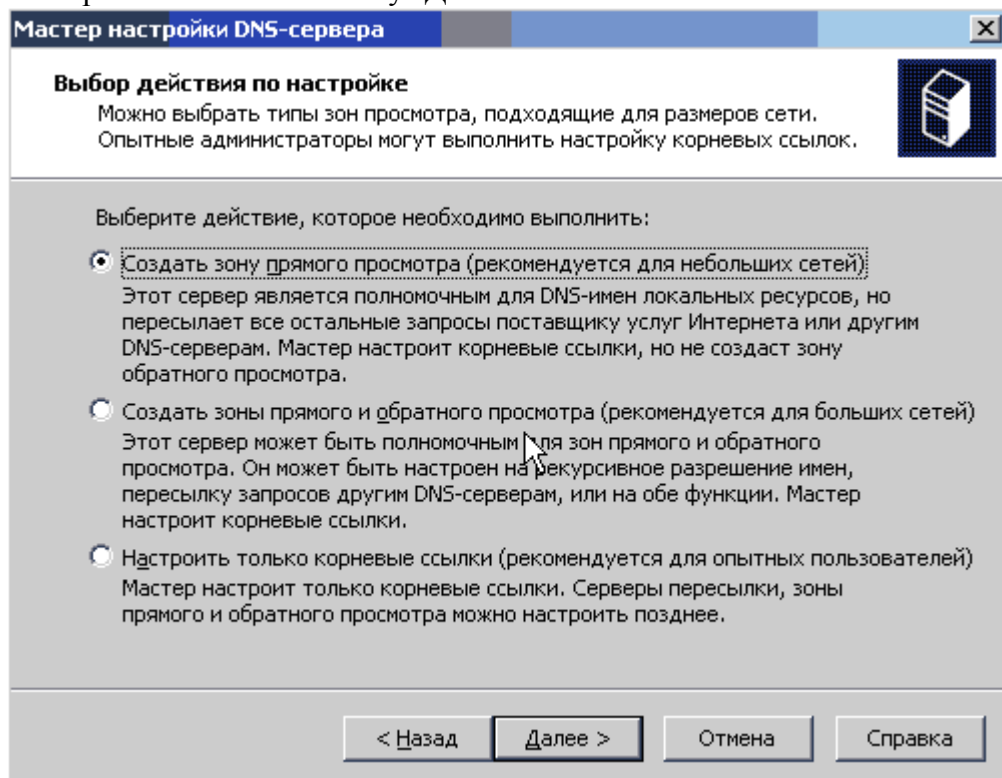 Мастер настройки DNS-сервера
Выбор действия по настройке
Можно выбрать типы зон просмотра, подходящие для размеров сети.
Опытные администраторы могут выполнить настройку корневых ссылок.
Выберите действие, которое необходимо выполнить:
Создать зону прямого просмотра (рекомендуется для небольших сетей)
Этот сервер является полномочным для DNS-имен локальных ресурсов, но
пересылает все остальные запросы поставщику услуг Интернета или другим
DNS-серверам. Мастер настроит корневые ссылки, но не создаст зону
обратного просмотра.
Создать зоны прямого и обратного просмотра (рекомендуется для больших сетей)
Этот сервер может быть полномочным для зон прямого и обратного
просмотра. Он может быть настроен на рекурсивное разрешение имен,
пересылку запросов другим DNS-серверам, или на обе функции. Мастер
настроит корневые ссылки.
Настроить только корневые ссылки (рекомендуется для опытных пользователей)
Мастер настроит только корневые ссылки. Серверы пересылки, зоны
прямого и обратного просмотра можно настроить позднее.
< Назад Далее > Отмена Справка